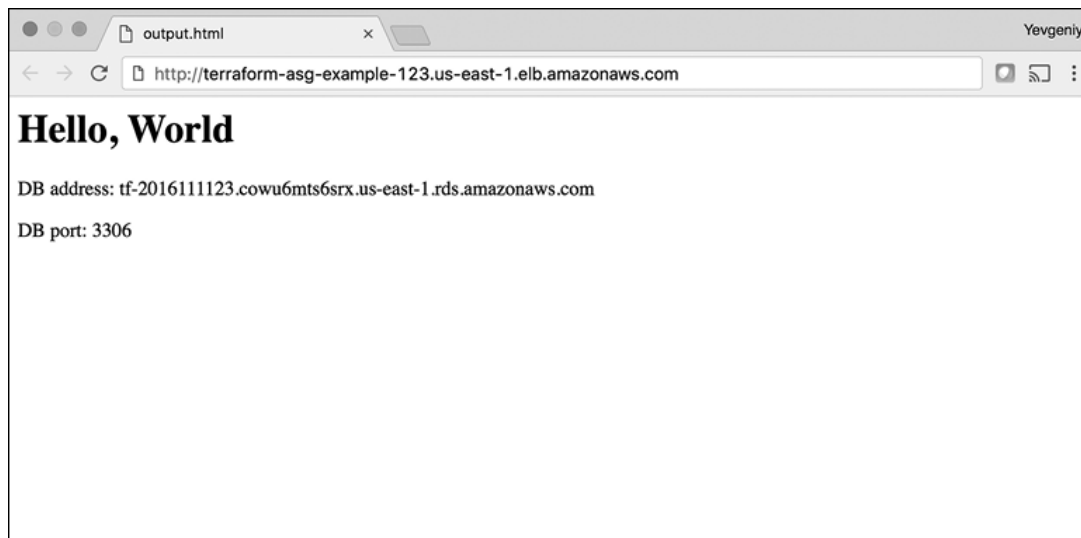 output.html
Yevgeniy
http://terraform-asg-example-123.us-east-1.elb.amazonaws.com
Hello, World
DB address: tf-2016111123.cowu6mts6srx.us-east-1.rds.amazonaws.com
DB port: 3306